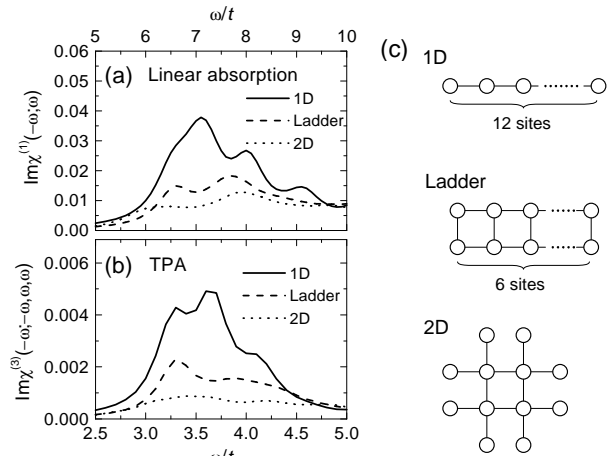 ω/t
5 6 7 8 9 10
0.06
0.05
0.04
0.03
0.02
0.01
0.00
Imχ(1)(-ω;ω)
(a) Linear absorption
1D
Ladder
2D
0.006
0.004
0.002
0.000
Imχ(3)(-ω;-ω,ω,ω)
(b) TPA
1D
Ladder
2D
2.5 3.0 3.5 4.0 4.5 5.0
ω/t
(c)
1D
12 sites
Ladder
6 sites
2D